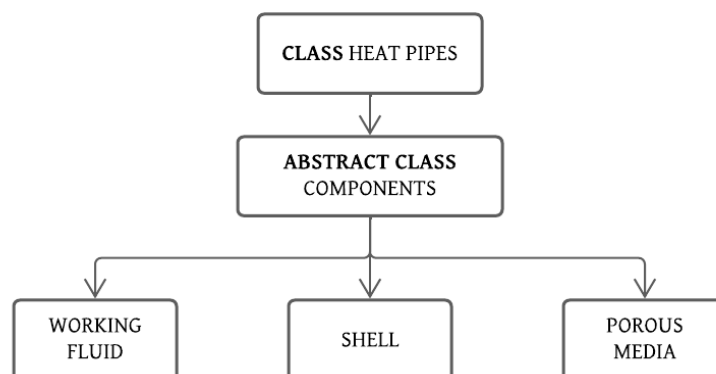 CLASS HEAT PIPES
ABSTRACT CLASS
COMPONENTS
WORKING
FLUID
SHELL
POROUS
MEDIA